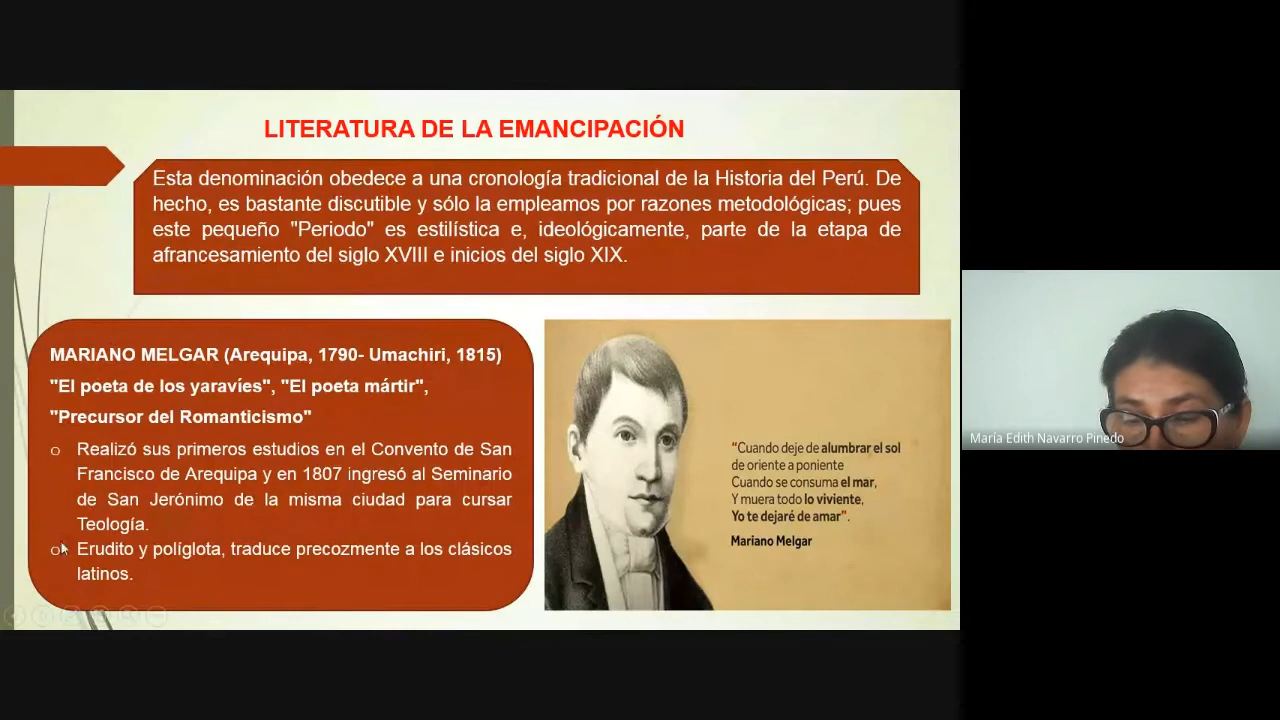 LITERATURA DE LA EMANCIPACIÓN
Esta denominación obedece a una cronología tradicional de la Historia del Perú. De
hecho, es bastante discutible y sólo la empleamos por razones metodológicas; pues
este pequeño "Periodo" es estilística e, ideológicamente, parte de la etapa de
afrancesamiento del siglo XVIII e inicios del siglo XIX.
MARIANO MELGAR (Arequipa, 1790- Umachiri, 1815)
"El poeta de los yaravíes", "El poeta mártir",
"Precursor del Romanticismo"
o Realizó sus primeros estudios en el Convento de San
Francisco de Arequipa y en 1807 ingresó al Seminario
de San Jerónimo de la misma ciudad para cursar
Teología.
o Erudito y políglota, traduce precozmente a los clásicos
latinos.
"Cuando deje de alumbrar el sol
de oriente a poniente
Cuando se consuma el mar,
Y muera todo lo viviente,
Yo te dejaré de amar".
Mariano Melgar
María Edith Navarro Pinedo